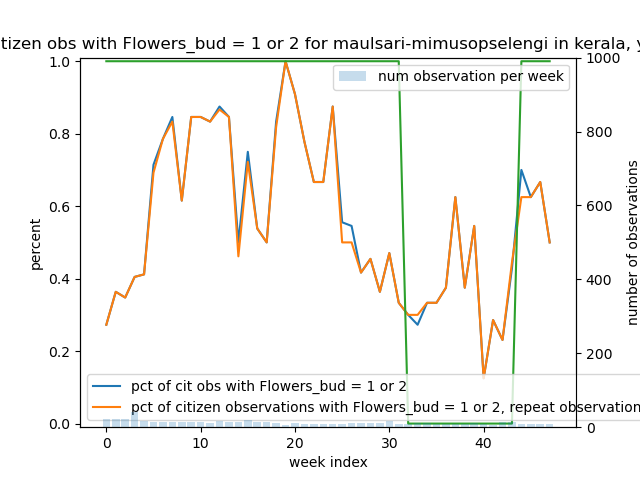 tizen obs with Flowers_bud = 1 or 2 for maulsari-mimusopselengi in kerala, y
num observation per week
1.0
0.8
0.6
0.4
0.2
0.0
percent
1000
800
600
400
200
0
number of observations
pct of cit obs with Flowers_bud = 1 or 2
pct of citizen observations with Flowers_bud = 1 or 2, repeat observation
0 10 20 30 40
week index